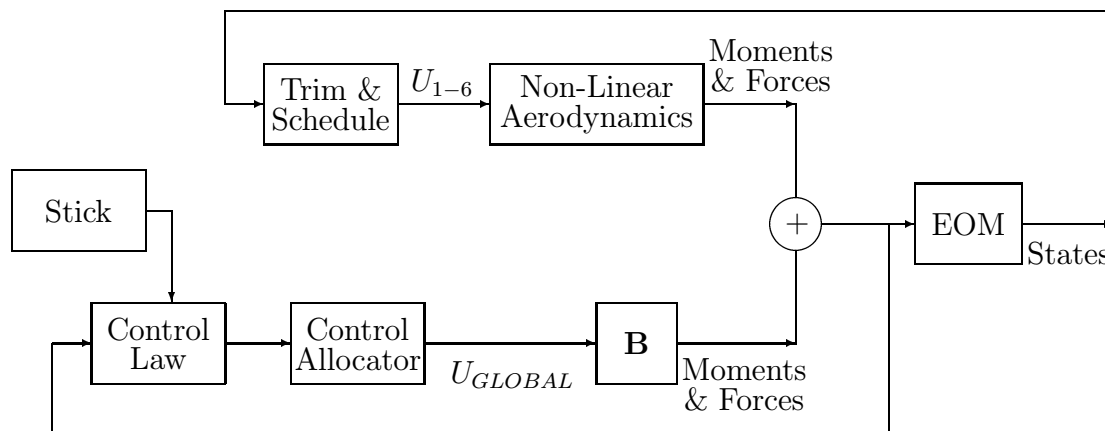 Trim &
Schedule
U1−6
Non-Linear
Aerodynamics
Moments
& Forces
Stick
+
EOM
States
Control
Law
Control
Allocator
UGLOBAL
B
Moments
& Forces